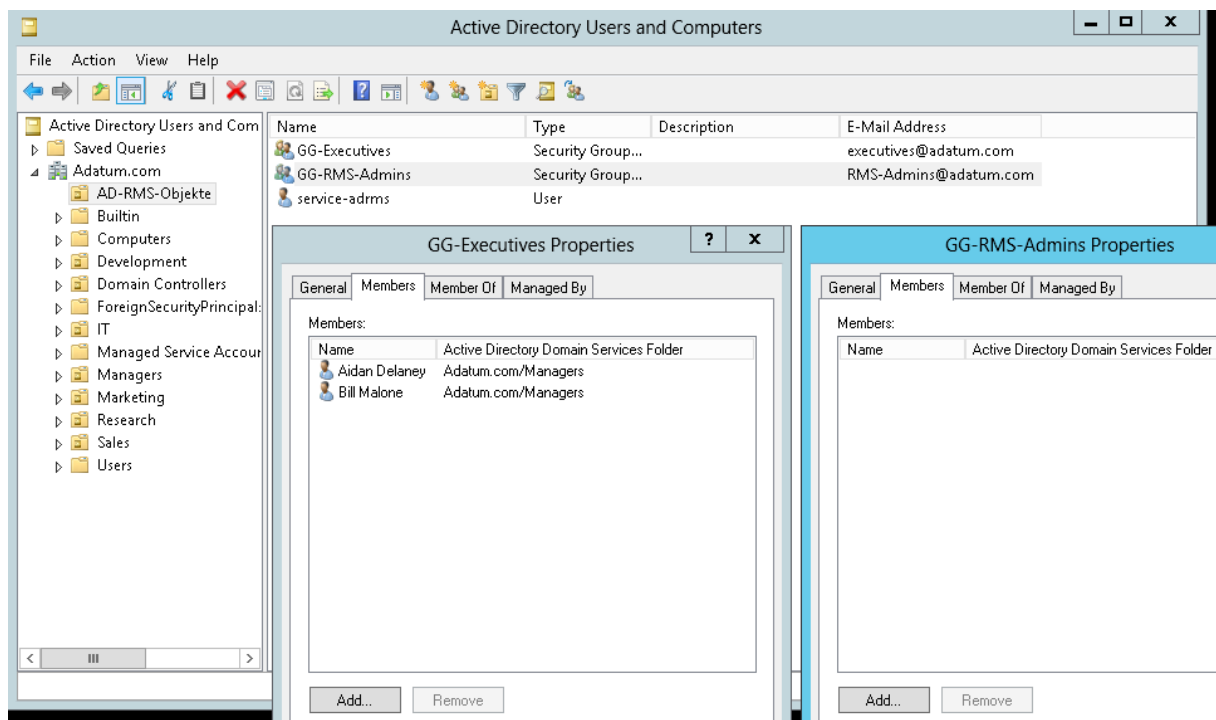 Active Directory Users and Computers
File Action View Help
Active Directory Users and Com
Saved Queries
Adatum.com
AD-RMS-Objekte
Builtin
Computers
Development
Domain Controllers
ForeignSecurityPrincipal:
IT
Managed Service Accour
Managers
Marketing
Research
Sales
Users
Name Type Description E-Mail Address
GG-Executives Security Group... executives@adatum.com
GG-RMS-Admins Security Group... RMS-Admins@adatum.com
service-adrms User
GG-Executives Properties
General Members Member Of Managed By
Members:
Name Active Directory Domain Services Folder
Aidan Delaney Adatum.com/Managers
Bill Malone Adatum.com/Managers
Add... Remove
GG-RMS-Admins Properties
General Members Member Of Managed By
Members:
Name Active Directory Domain Services Folder
Add... Remove